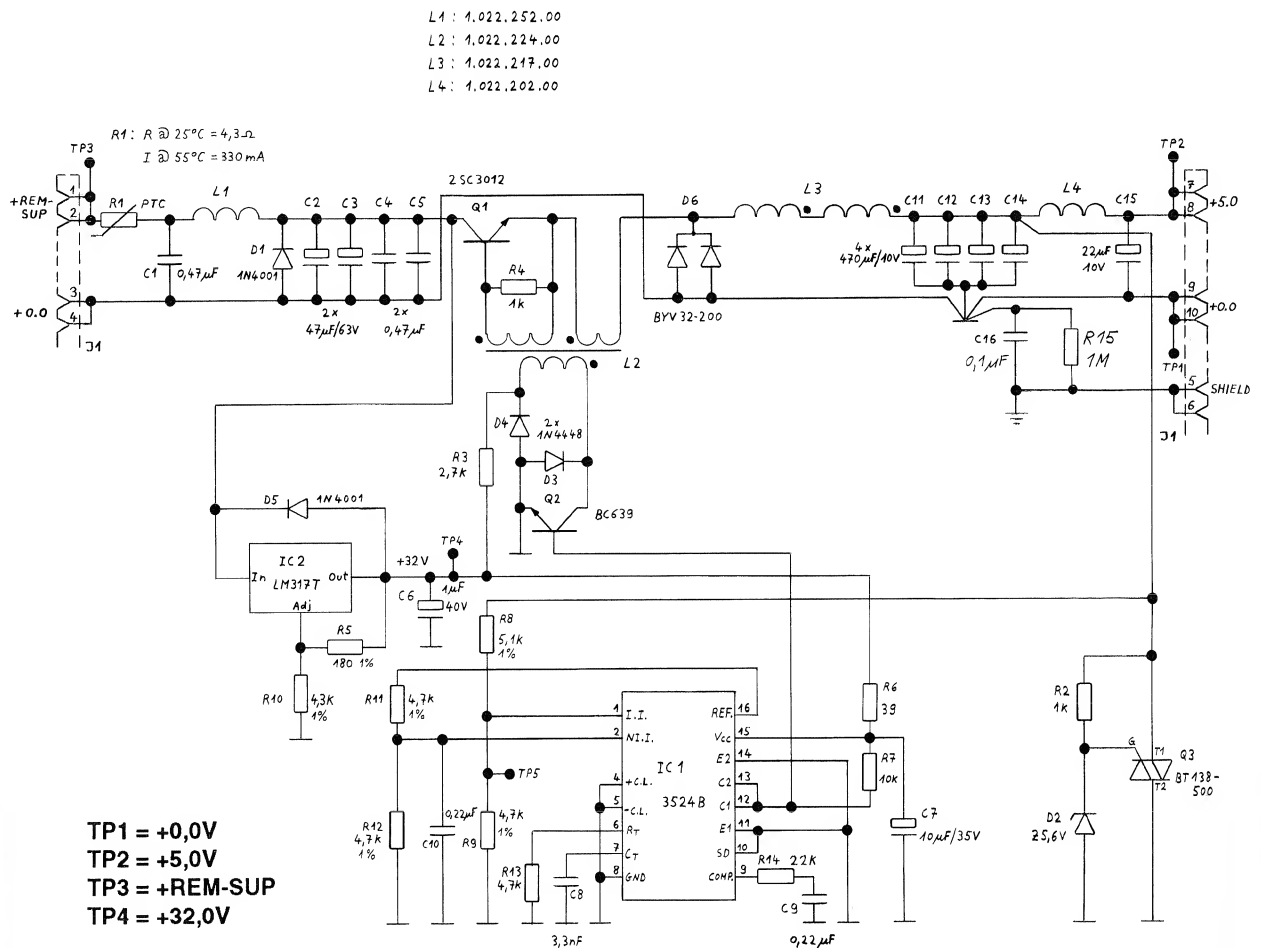 L1 : 1.022.252.00
L2 : 1.022.224.00
L3 : 1.022.217.00
L4 : 1.022.202.00
R1 : R @ 25°C = 4,3Ω
I @ 55°C = 330 mA
TP3
TP2
1
+REM-
SUP
2
R1
PTC
L1
C1
0,47µF
D1
1N4001
C2
C3
C4
C5
2x
47µF/63V
2x
0,47µF
3
+0.0
4
J1
2SC3012
Q1
R4
1k
L2
D6
BYV 32-200
L3
C11
C12
C13
C14
4x
470µF/10V
L4
C15
22µF
10V
7
8
+5.0
9
+0.0
10
TP1
C16
0,1µF
R15
1M
5
SHIELD
6
J1
D4
2x
1N4448
D3
R3
2,7K
Q2
BC639
D5
1N4001
IC2
LM317T
In
Out
Adj
+32V
TP4
C6
1µF
40V
R5
180 1%
R10
4,3K
1%
R8
5,1K
1%
R11
4,7K
1%
R6
39
R7
10K
R2
1K
G
T1
T2
Q3
BT 138-
500
D2
Z5,6V
IC1
3524B
1
I.I.
2
N.I.I.
4
+C.L.
5
-C.L.
6
RT
7
CT
8
GND
REF.
16
Vcc
15
E2
14
C2
13
C1
12
E1
11
SD
10
COMP.
9
TP5
R12
4,7K
1%
0,22µF
C10
4,7K
1%
R9
R13
4,7K
C8
3,3nF
R14 22K
C9
0,22µF
C7
10µF/35V
TP1 = +0,0V
TP2 = +5,0V
TP3 = +REM-SUP
TP4 = +32,0V